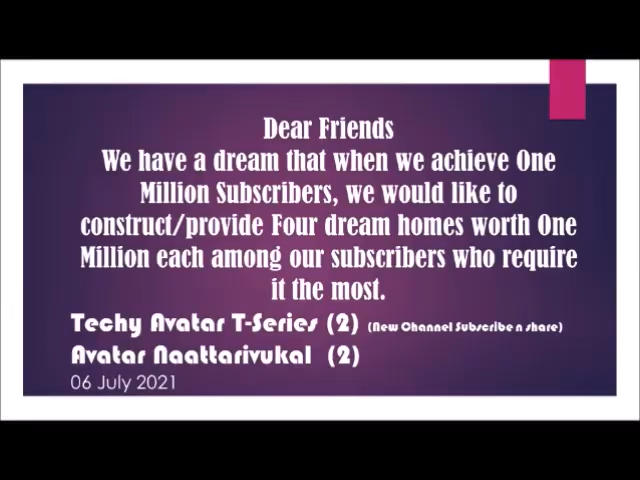 Dear Friends
We have a dream that when we achieve One
Million Subscribers, we would like to
construct/provide Four dream homes worth One
Million each among our subscribers who require
it the most.
Techy Avatar T-Series (2) (New Channel Subscribe n share)
Avatar Naattarivukal (2)
06 July 2021